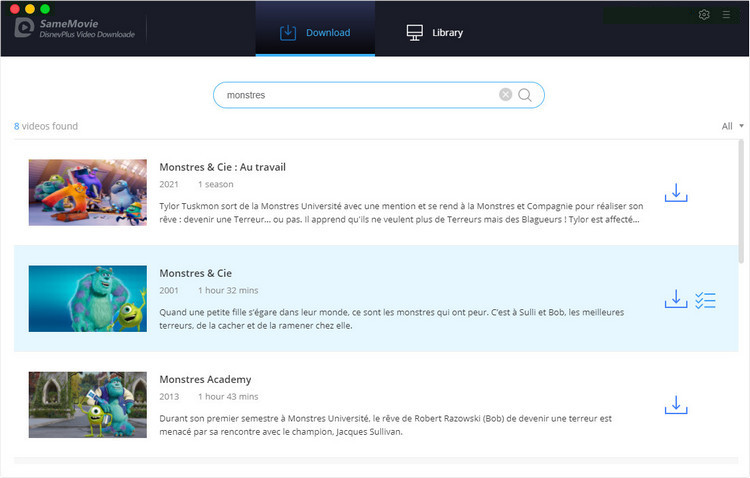 SameMovie
DisnevPlus Video Downloade
Download
Library
monstres
8 videos found
All
Monstres & Cie : Au travail
2021 1 season
Tylor Tuskmon sort de la Monstres Université avec une mention et se rend à la Monstres et Compagnie pour réaliser son
rêve : devenir une Terreur... ou pas. Il apprend qu'ils ne veulent plus de Terreurs mais des Blagueurs ! Tylor est affecté...
Monstres & Cie
2001 1 hour 32 mins
Quand une petite fille s'égare dans leur monde, ce sont les monstres qui ont peur. C'est à Sulli et Bob, les meilleures
terreurs, de la cacher et de la ramener chez elle.
Monstres Academy
2013 1 hour 43 mins
Durant son premier semestre à Monstres Université, le rêve de Robert Razowski (Bob) de devenir une terreur est
menacé par sa rencontre avec le champion, Jacques Sullivan.